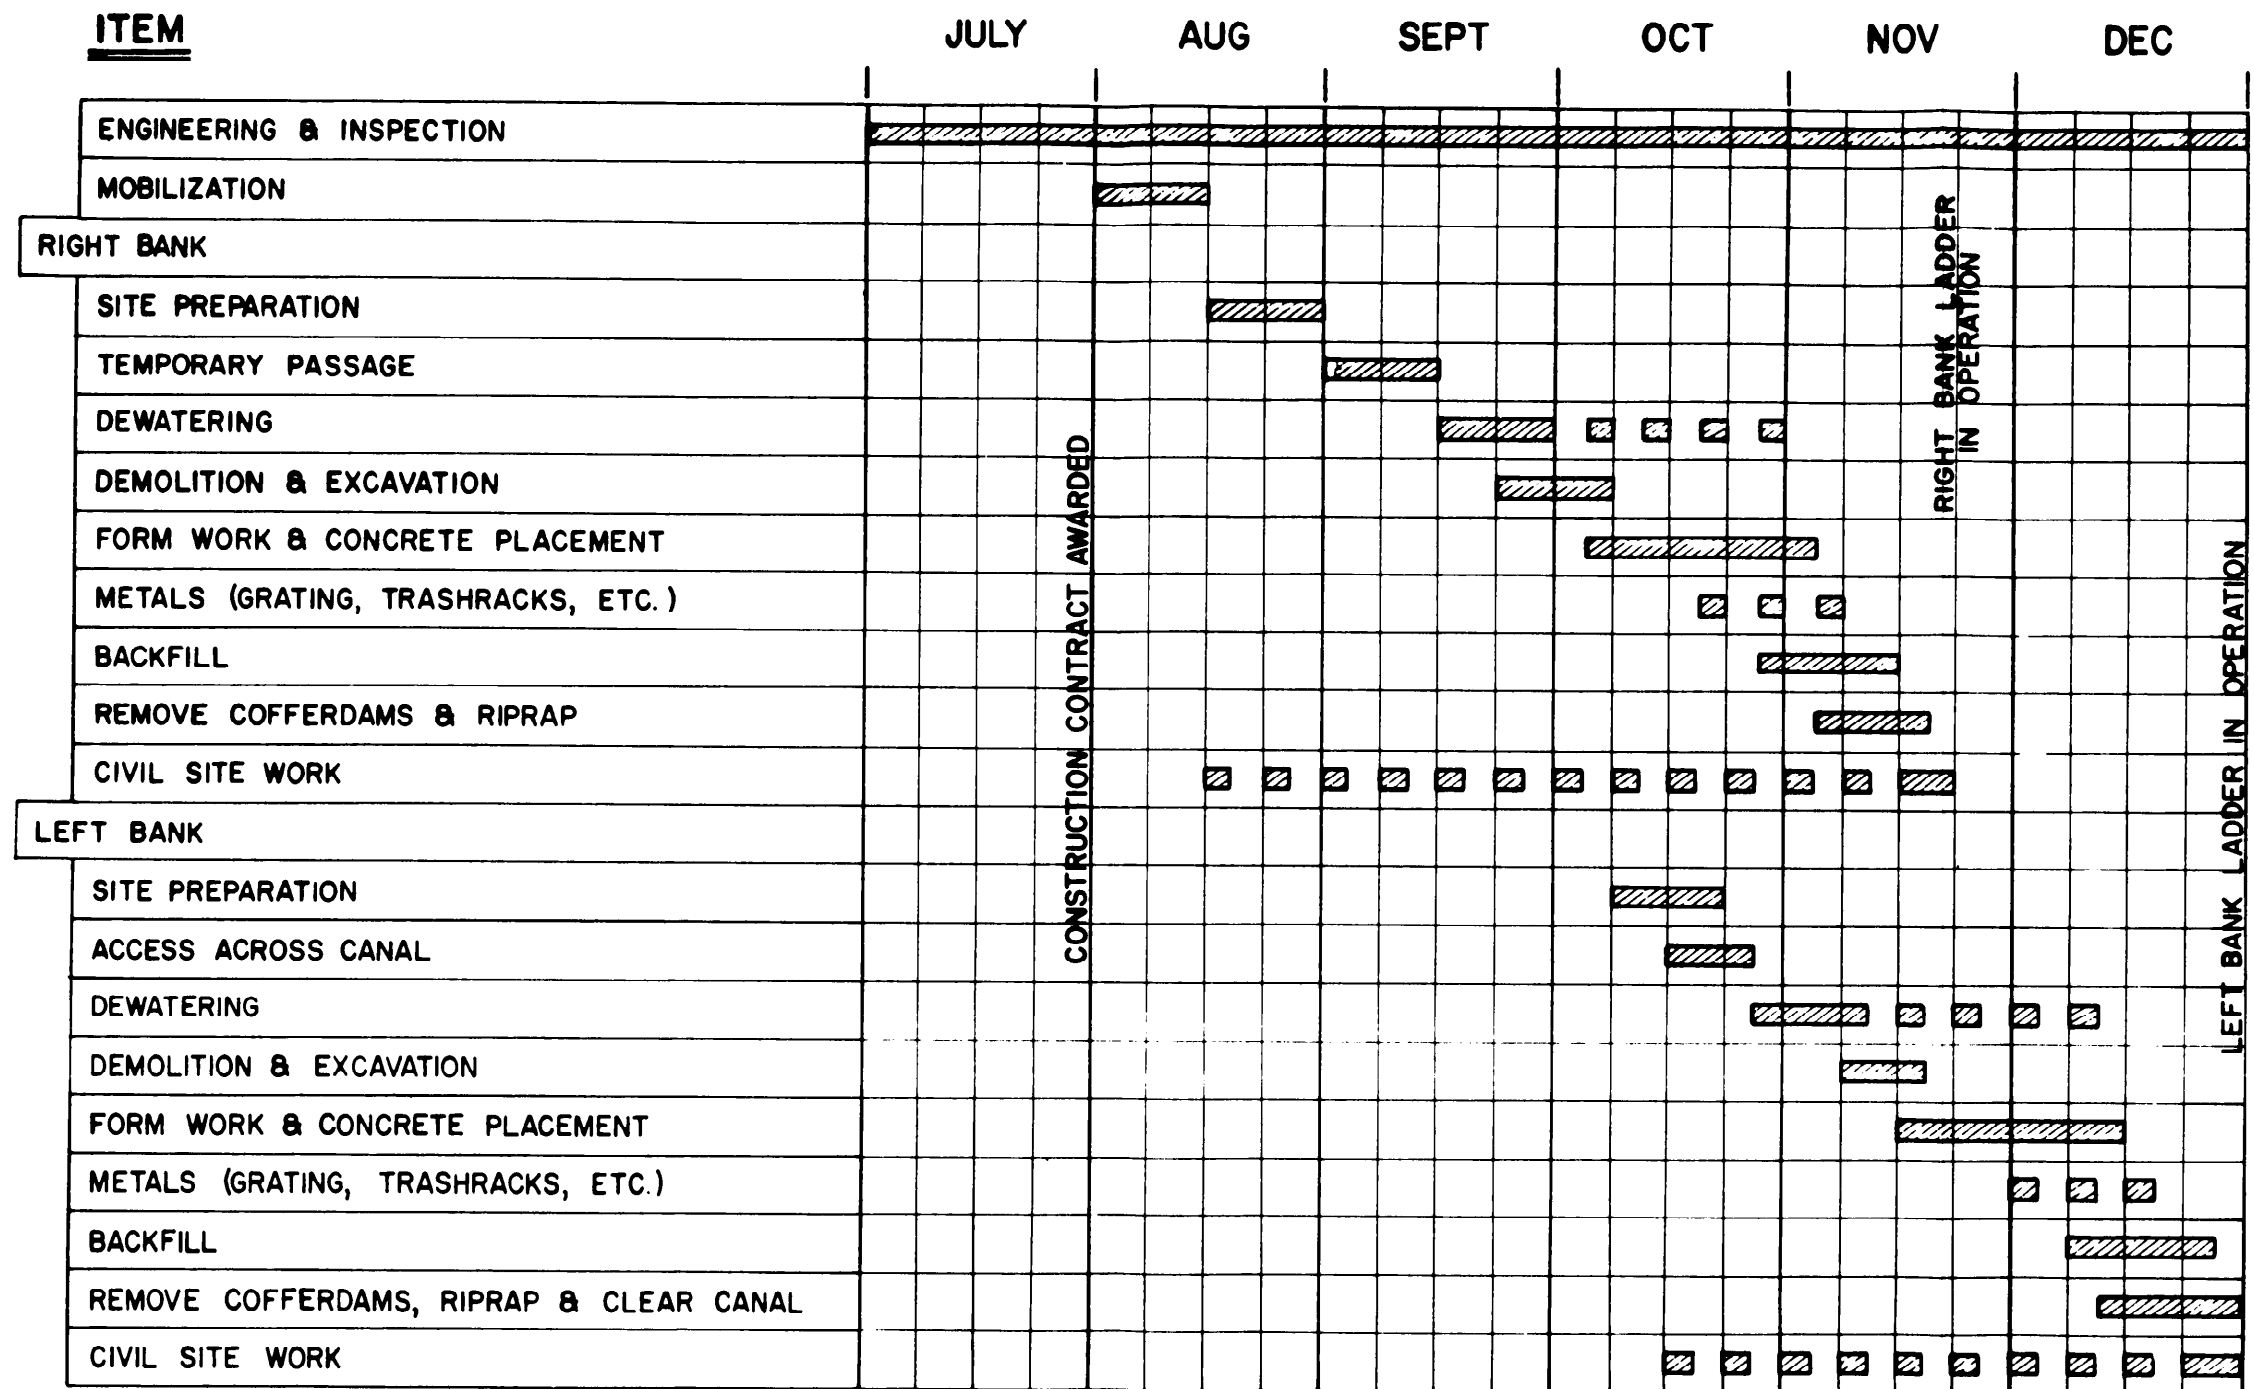 ITEM
JULY AUG SEPT OCT NOV DEC
ENGINEERING & INSPECTION
MOBILIZATION
RIGHT BANK
SITE PREPARATION
TEMPORARY PASSAGE
DEWATERING
DEMOLITION & EXCAVATION
FORM WORK & CONCRETE PLACEMENT
METALS (GRATING, TRASHRACKS, ETC.)
BACKFILL
REMOVE COFFERDAMS & RIPRAP
CIVIL SITE WORK
LEFT BANK
SITE PREPARATION
ACCESS ACROSS CANAL
DEWATERING
DEMOLITION & EXCAVATION
FORM WORK & CONCRETE PLACEMENT
METALS (GRATING, TRASHRACKS, ETC.)
BACKFILL
REMOVE COFFERDAMS, RIPRAP & CLEAR CANAL
CIVIL SITE WORK
CONSTRUCTION CONTRACT AWARDED
RIGHT BANK LADDER
IN OPERATION
LEFT BANK LADDER IN OPERATION